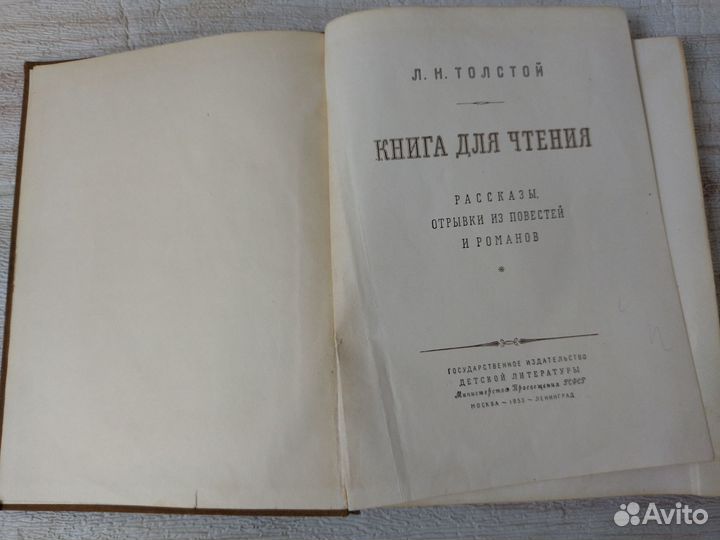 Л. Н. ТОЛСТОЙ
КНИГА ДЛЯ ЧТЕНИЯ
РАССКАЗЫ,
ОТРЫВКИ ИЗ ПОВЕСТЕЙ
И РОМАНОВ
ГОСУДАРСТВЕННОЕ ИЗДАТЕЛЬСТВО
ДЕТСКОЙ ЛИТЕРАТУРЫ
Министерства Просвещения РСФСР
МОСКВА — 1953 — ЛЕНИНГРАД
Avito